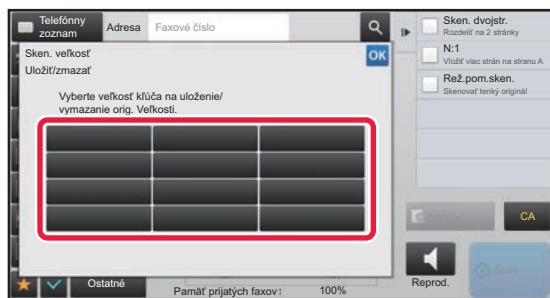 Telefónny
zoznam
Adresa
Faxové číslo
Sken. veľkosť
OK
Uložiť/zmazať
Vyberte veľkosť kľúča na uloženie/
vymazanie orig. Veľkosti.
Sken. dvojstr.
Rozdeliť na 2 stránky
N:1
Vložiť viac strán na stranu A
Rež.pom.sken.
Skenovať tenký originál
CA
Reprod.
Štart
Ostatné
Pamäť prijatých faxov:
100%